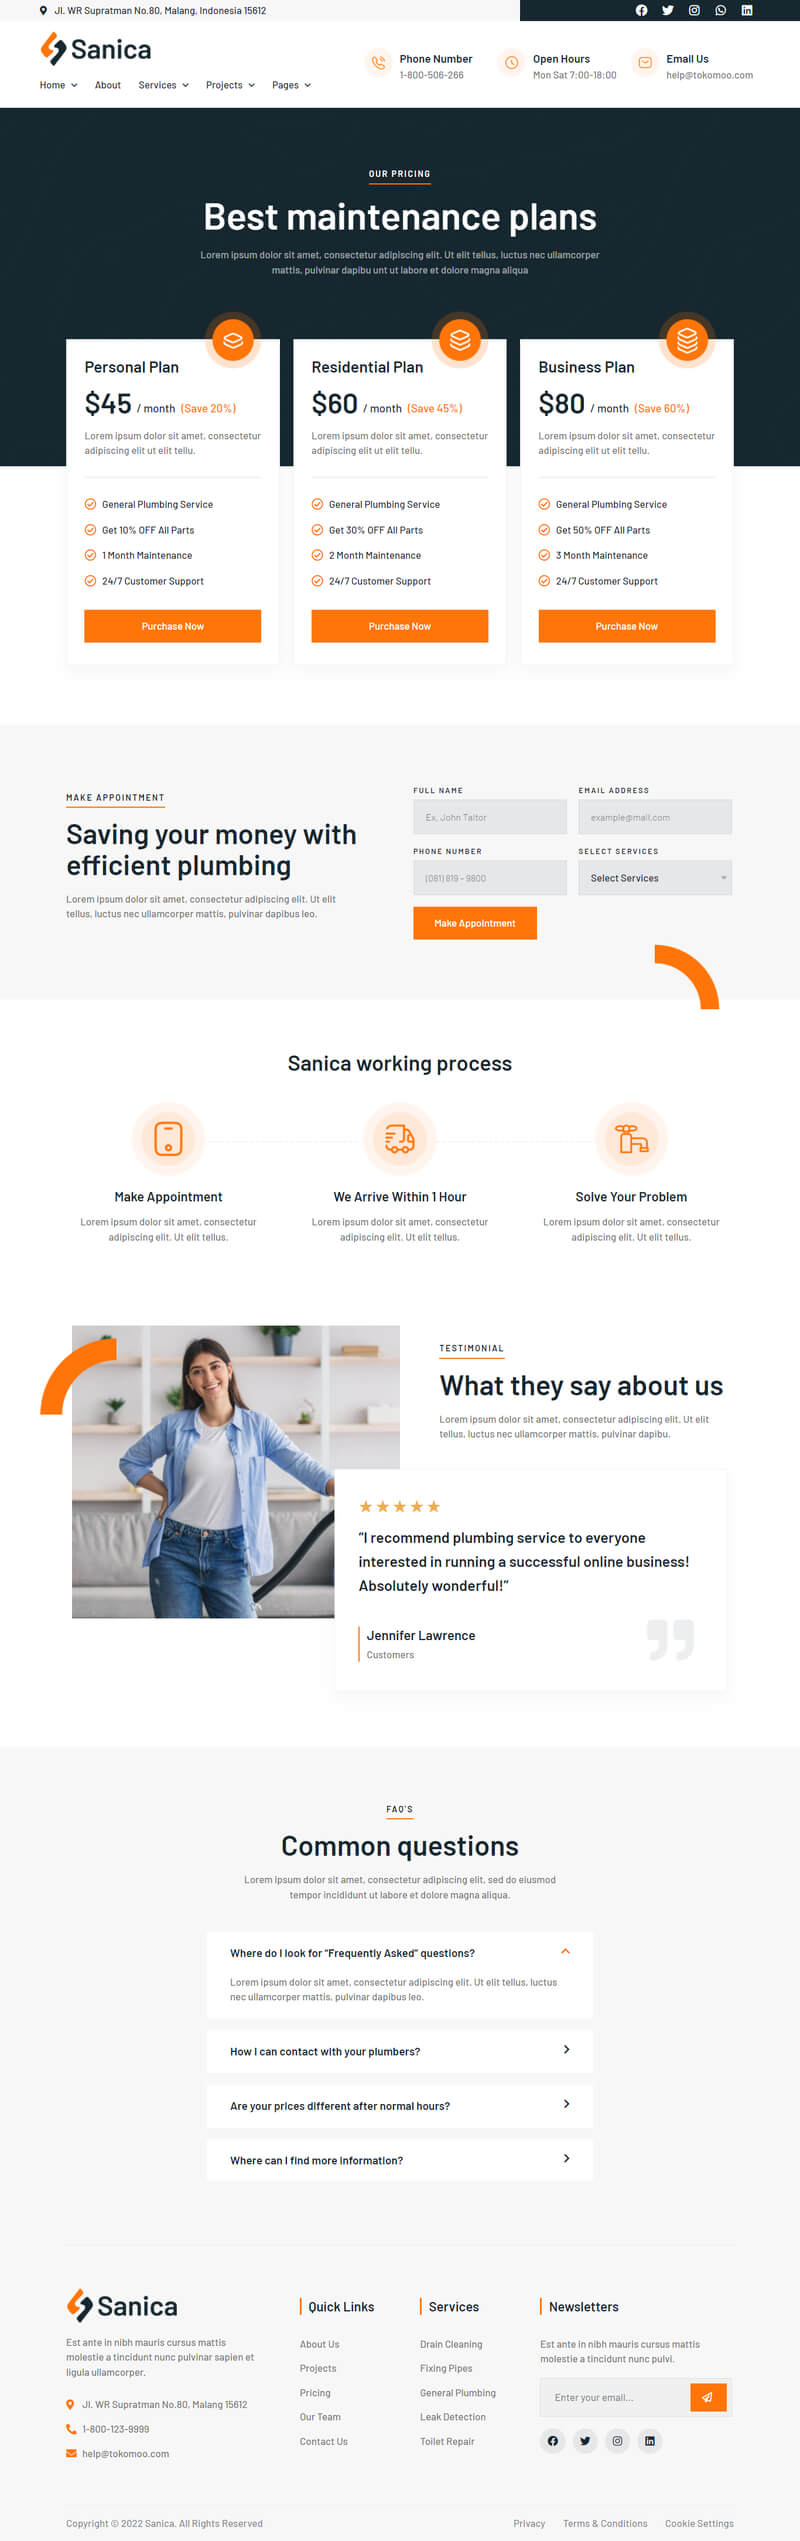 Jl. WR Supratman No.80, Malang, Indonesia 15612
Sanica
Phone Number
1-800-506-266
Open Hours
Mon Sat 7:00-18:00
Email Us
help@tokomoo.com
Home About Services Projects Pages
OUR PRICING
Best maintenance plans
Lorem ipsum dolor sit amet, consectetur adipiscing elit. Ut elit tellus, luctus nec ullamcorper
mattis, pulvinar dapibu unt ut labore et dolore magna aliqua
Personal Plan
$45 / month (Save 20%)
Lorem ipsum dolor sit amet, consectetur
adipiscing elit ut elit tellu.
General Plumbing Service
Get 10% OFF All Parts
1 Month Maintenance
24/7 Customer Support
Purchase Now
Residential Plan
$60 / month (Save 45%)
Lorem ipsum dolor sit amet, consectetur
adipiscing elit ut elit tellu.
General Plumbing Service
Get 30% OFF All Parts
2 Month Maintenance
24/7 Customer Support
Purchase Now
Business Plan
$80 / month (Save 60%)
Lorem ipsum dolor sit amet, consectetur
adipiscing elit ut elit tellu.
General Plumbing Service
Get 50% OFF All Parts
3 Month Maintenance
24/7 Customer Support
Purchase Now
MAKE APPOINTMENT
Saving your money with
efficient plumbing
Lorem ipsum dolor sit amet, consectetur adipiscing elit. Ut elit
tellus, luctus nec ullamcorper mattis, pulvinar dapibus leo.
FULL NAME
Ex. John Taltor
EMAIL ADDRESS
example@mail.com
PHONE NUMBER
(081) 819 - 9800
SELECT SERVICES
Select Services
Make Appointment
Sanica working process
Make Appointment
Lorem ipsum dolor sit amet, consectetur
adipiscing elit. Ut elit tellus.
We Arrive Within 1 Hour
Lorem ipsum dolor sit amet, consectetur
adipiscing elit. Ut elit tellus.
Solve Your Problem
Lorem ipsum dolor sit amet, consectetur
adipiscing elit. Ut elit tellus.
TESTIMONIAL
What they say about us
Lorem ipsum dolor sit amet, consectetur adipiscing elit. Ut elit
tellus, luctus nec ullamcorper mattis, pulvinar dapibu.
“I recommend plumbing service to everyone
interested in running a successful online business!
Absolutely wonderful!”
Jennifer Lawrence
Customers
FAQ'S
Common questions
Lorem ipsum dolor sit amet, consectetur adipiscing elit, sed do eiusmod
tempor incididunt ut labore et dolore magna aliqua.
Where do I look for “Frequently Asked” questions?
Lorem ipsum dolor sit amet, consectetur adipiscing elit. Ut elit tellus, luctus
nec ullamcorper mattis, pulvinar dapibus leo.
How I can contact with your plumbers?
Are your prices different after normal hours?
Where can I find more information?
Sanica
Est ante in nibh mauris cursus mattis
molestie a tincidunt nunc pulvinar sapien et
ligula ullamcorper.
Jl. WR Supratman No.80, Malang 15612
1-800-123-9999
help@tokomoo.com
Quick Links
About Us
Projects
Pricing
Our Team
Contact Us
Services
Drain Cleaning
Fixing Pipes
General Plumbing
Leak Detection
Toilet Repair
Newsletters
Est ante in nibh mauris cursus mattis
molestie a tincidunt nunc pulvi.
Enter your email...
Copyright © 2022 Sanica. All Rights Reserved
Privacy Terms & Conditions Cookie Settings